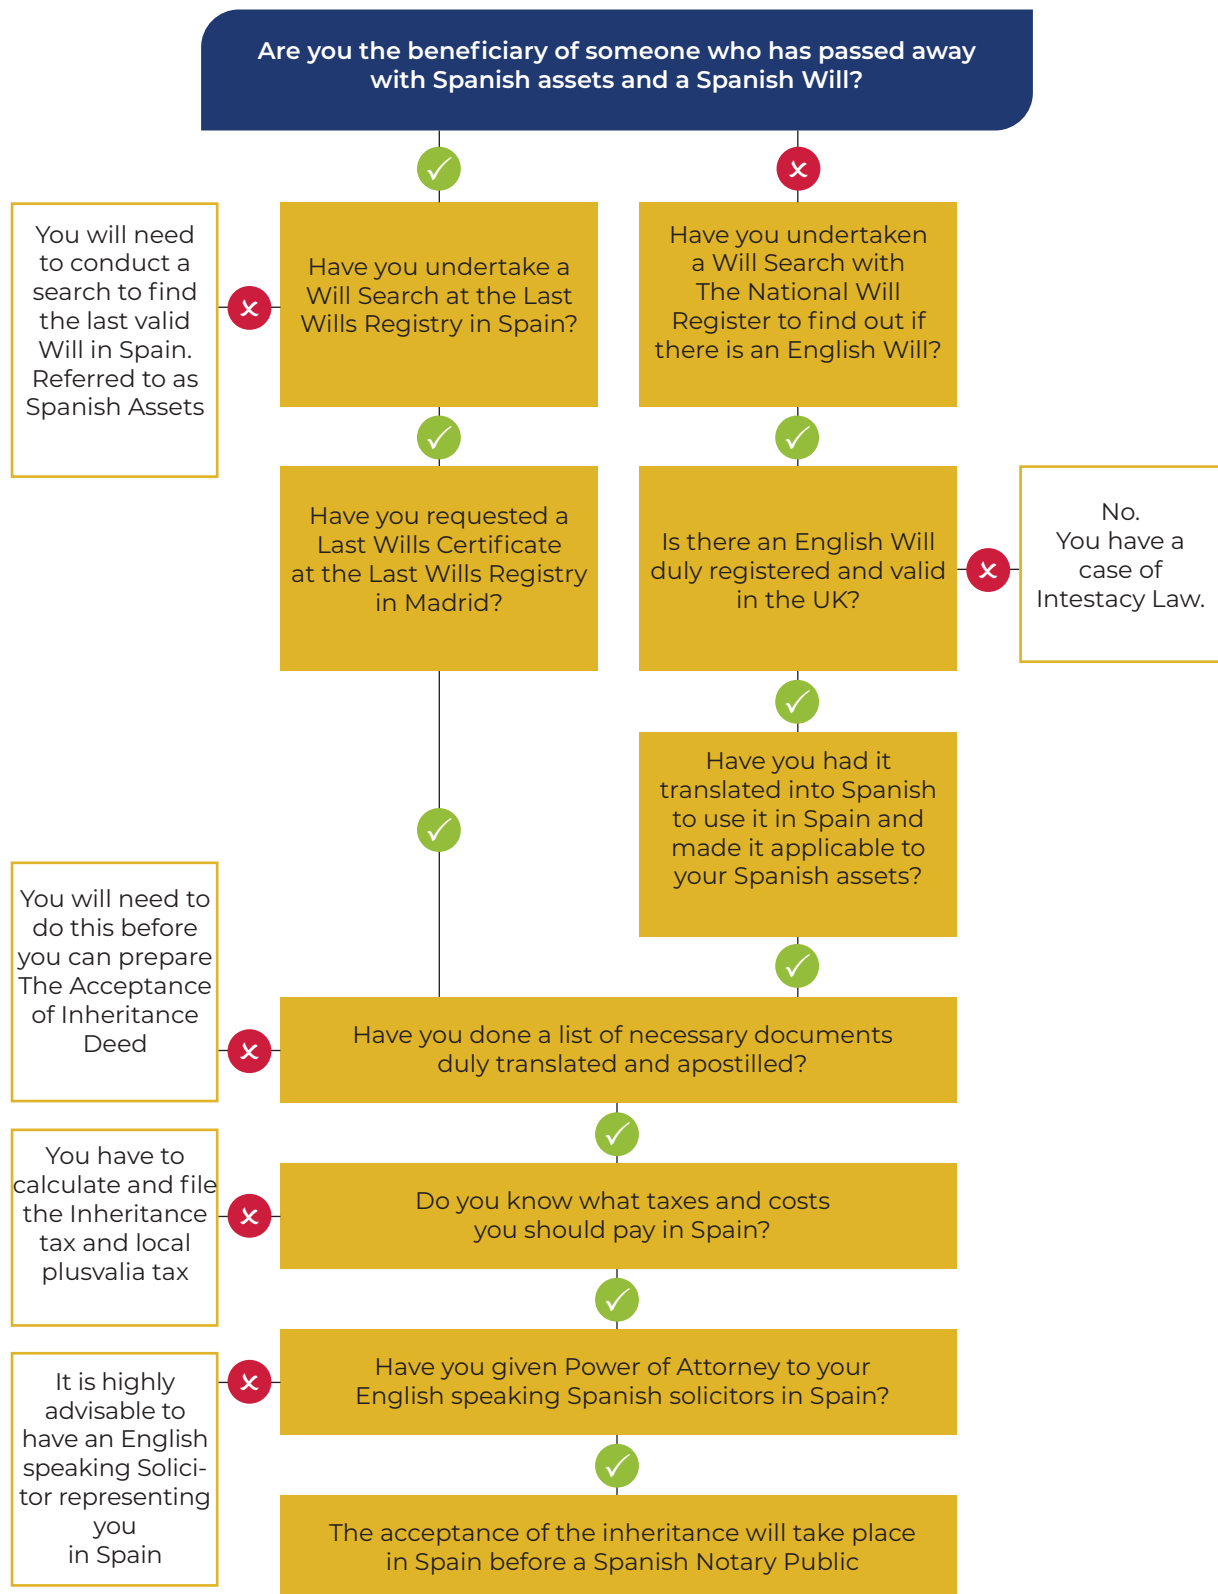 Are you the beneficiary of someone who has passed away
with Spanish assets and a Spanish Will?
You will need
to conduct a
search to find
the last valid
Will in Spain.
Referred to as
Spanish Assets
Have you undertake a
Will Search at the Last
Wills Registry in Spain?
Have you undertaken
a Will Search with
The National Will
Register to find out if
there is an English Will?
Have you requested a
Last Wills Certificate
at the Last Wills Registry
in Madrid?
Is there an English Will
duly registered and valid
in the UK?
No.
You have a
case of
Intestacy Law.
Have you had it
translated into Spanish
to use it in Spain and
made it applicable to
your Spanish assets?
You will need to
do this before
you can prepare
The Acceptance
of Inheritance
Deed
Have you done a list of necessary documents
duly translated and apostilled?
You have to
calculate and file
the Inheritance
tax and local
plusvalia tax
Do you know what taxes and costs
you should pay in Spain?
It is highly
advisable to
have an English
speaking Solici-
tor representing
you
in Spain
Have you given Power of Attorney to your
English speaking Spanish solicitors in Spain?
The acceptance of the inheritance will take place
in Spain before a Spanish Notary Public